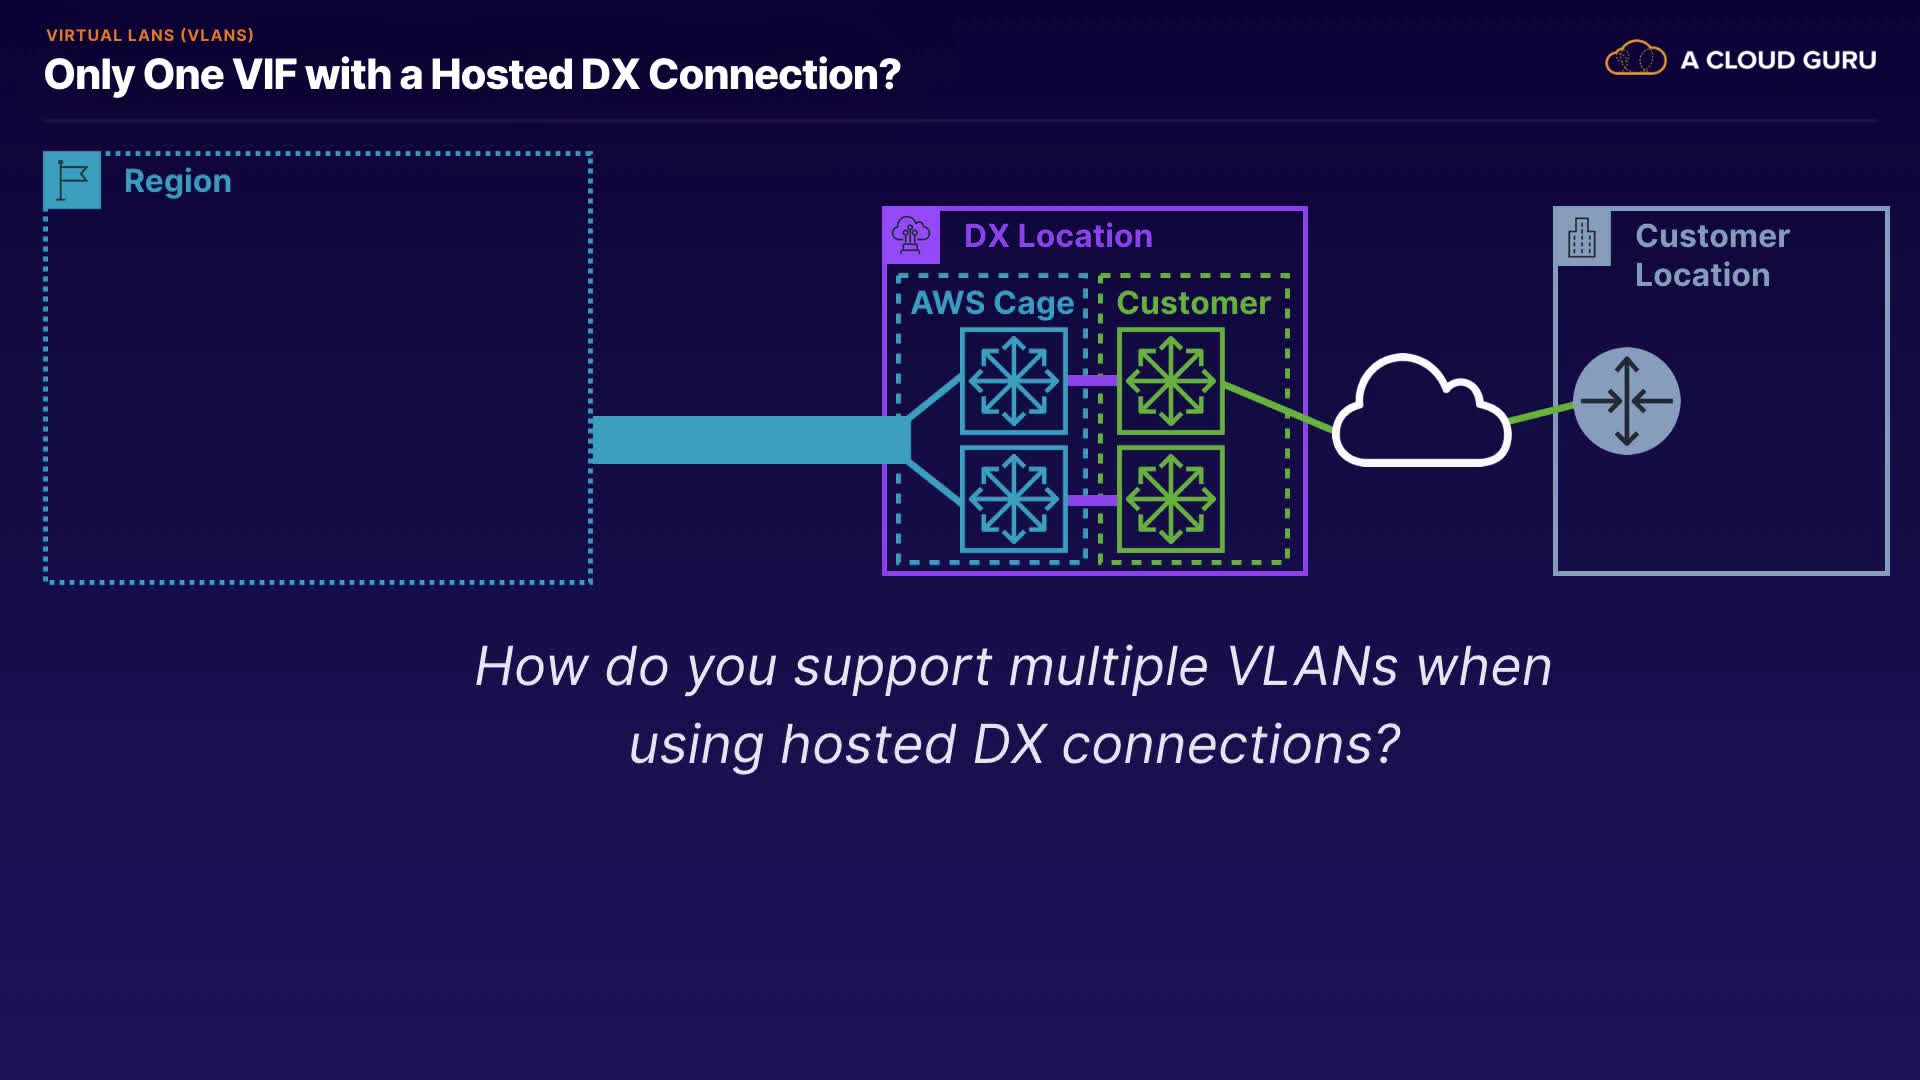 VIRTUAL LANS (VLANS)
Only One VIF with a Hosted DX Connection?
A CLOUD GURU
Region
DX Location
AWS Cage
Customer
Customer
Location
How do you support multiple VLANs when
using hosted DX connections?